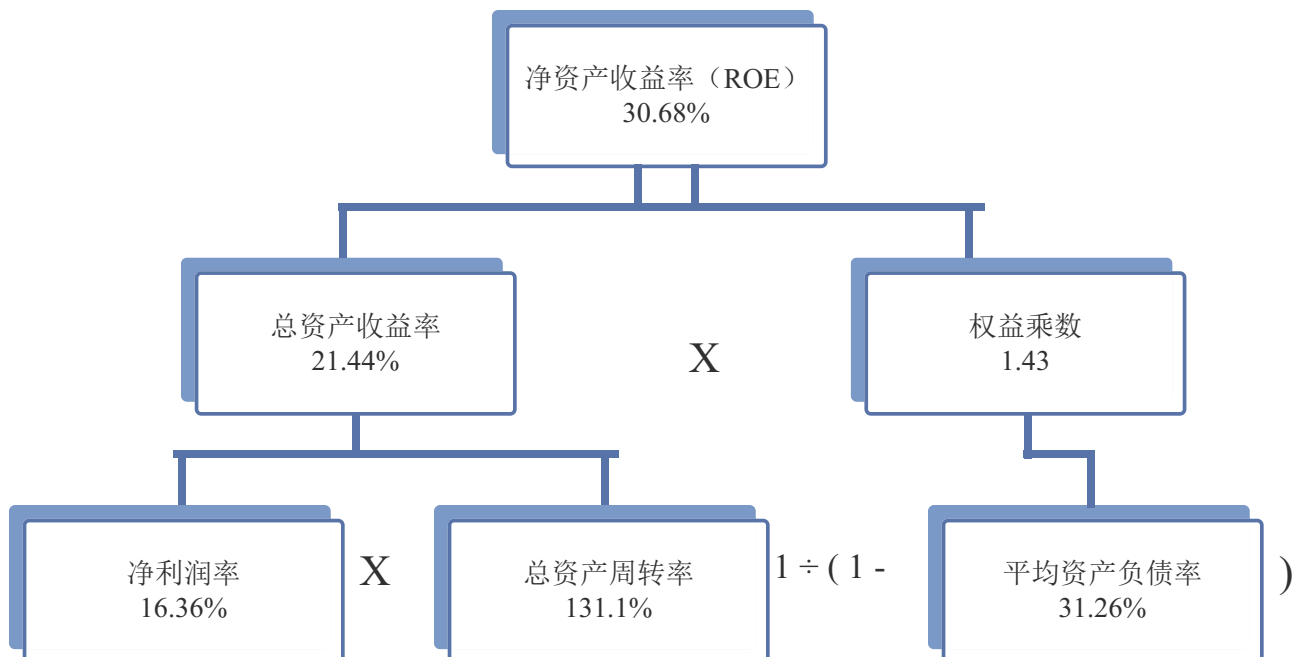 净资产收益率（ROE）
30.68%
总资产收益率
21.44%
X
权益乘数
1.43
净利润率
16.36%
X
总资产周转率
131.1%
1 ÷ ( 1 -
平均资产负债率
31.26%
)